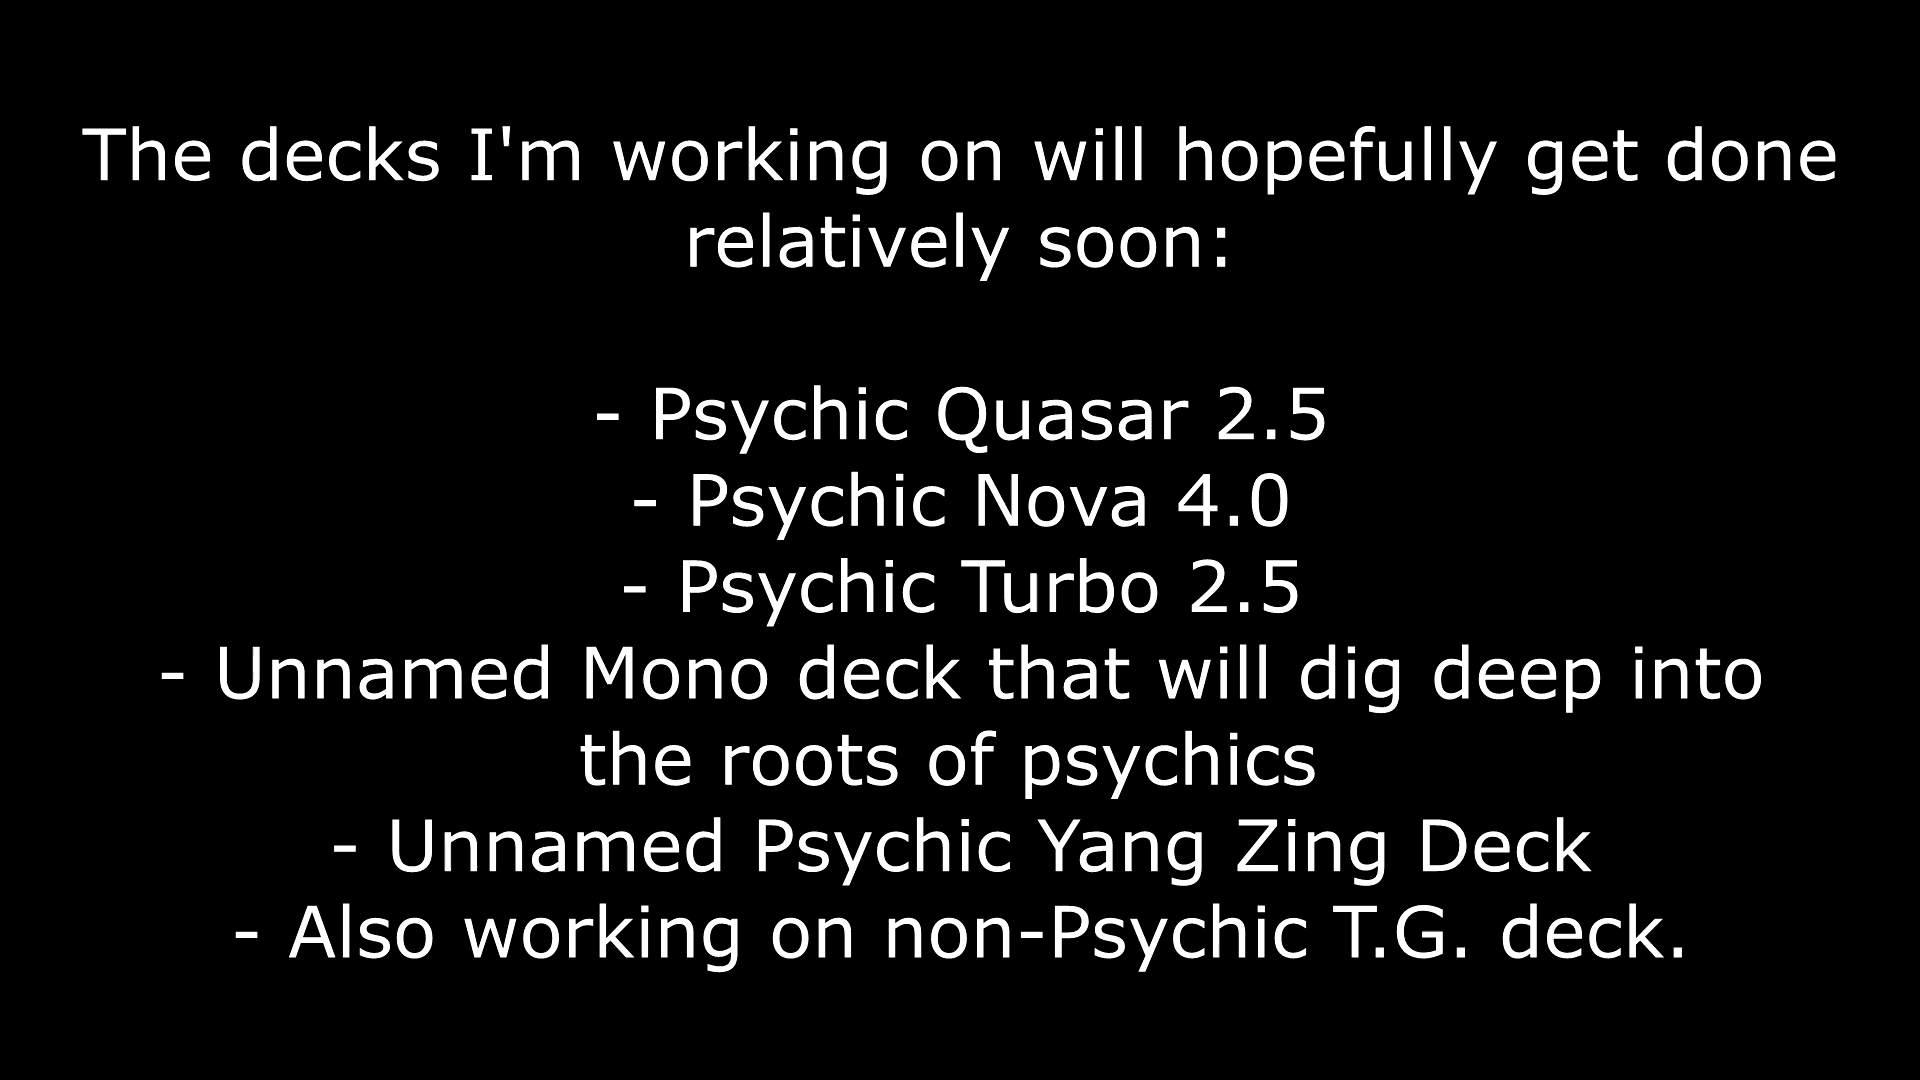 The decks I'm working on will hopefully get done
relatively soon:
- Psychic Quasar 2.5
- Psychic Nova 4.0
- Psychic Turbo 2.5
- Unnamed Mono deck that will dig deep into
the roots of psychics
- Unnamed Psychic Yang Zing Deck
- Also working on non-Psychic T.G. deck.